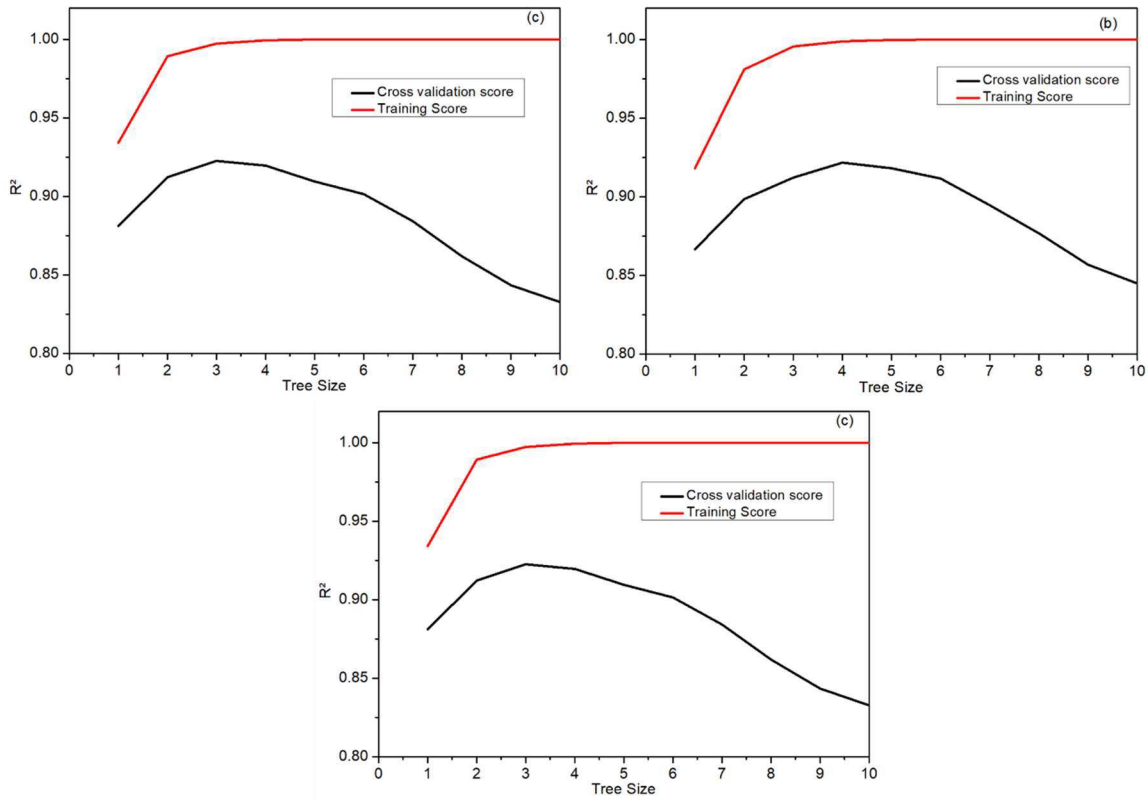 (c)
1.00
0.95
0.90
0.85
0.80
R²
Cross validation score
Training Score
0 1 2 3 4 5 6 7 8 9 10
Tree Size
(b)
1.00
0.95
0.90
0.85
0.80
R²
Cross validation score
Training Score
0 1 2 3 4 5 6 7 8 9 10
Tree Size
(c)
1.00
0.95
0.90
0.85
0.80
R²
Cross validation score
Training Score
0 1 2 3 4 5 6 7 8 9 10
Tree Size